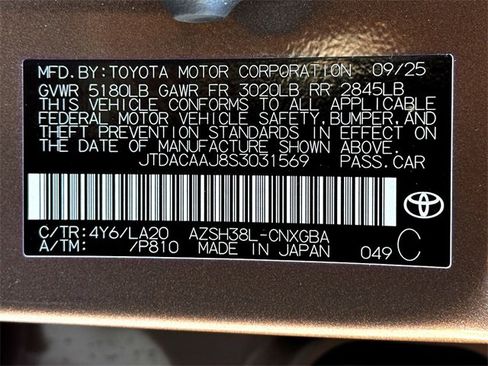 MFD.BY:TOYOTA MOTOR CORPORATION 09/25
GVWR 5180LB GAWR FR 3020LB RR 2845LB
THIS VEHICLE CONFORMS TO ALL APPLICABLE
FEDERAL MOTOR VEHICLE SAFETY,BUMPER,AND
THEFT PREVENTION STANDARDS IN EFFECT ON
THE DATE OF MANUFACTURE SHOWN ABOVE.
JTDACAAJ8S3031569 PASS.CAR
C/TR:4Y6/LA20 AZSH38L-CNXGBA
A/TM: /P810 MADE IN JAPAN 049 C